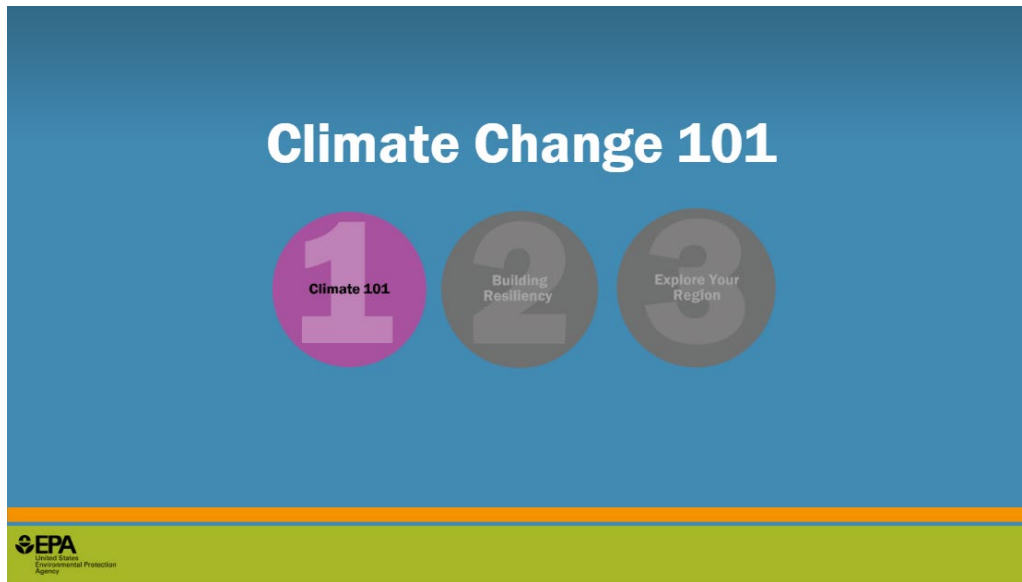 Climate Change 101
1
Climate 101
2
Building
Resiliency
3
Explore Your
Region
EPA
United States
Environmental Protection
Agency